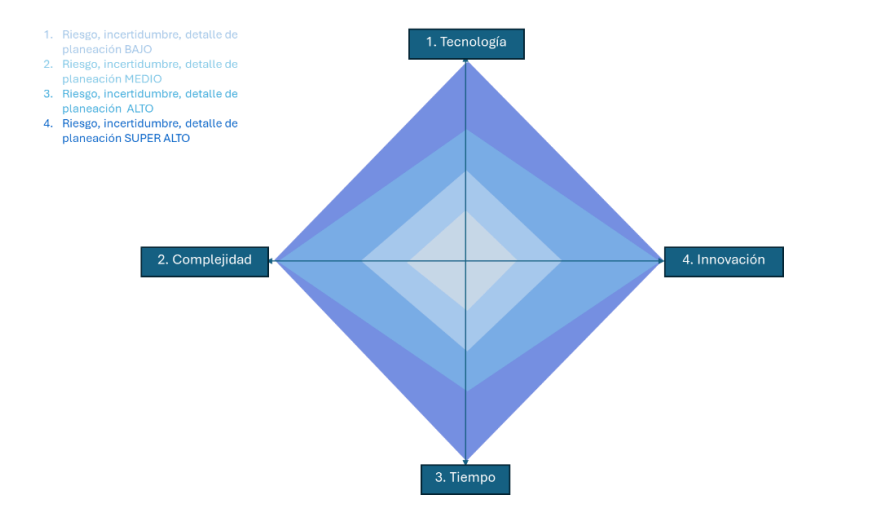 1. Riesgo, incertidumbre, detalle de
planeación BAJO
2. Riesgo, incertidumbre, detalle de
planeación MEDIO
3. Riesgo, incertidumbre, detalle de
planeación  ALTO
4. Riesgo, incertidumbre, detalle de
planeación SUPER ALTO
1. Tecnología
2. Complejidad
4. Innovación
3. Tiempo